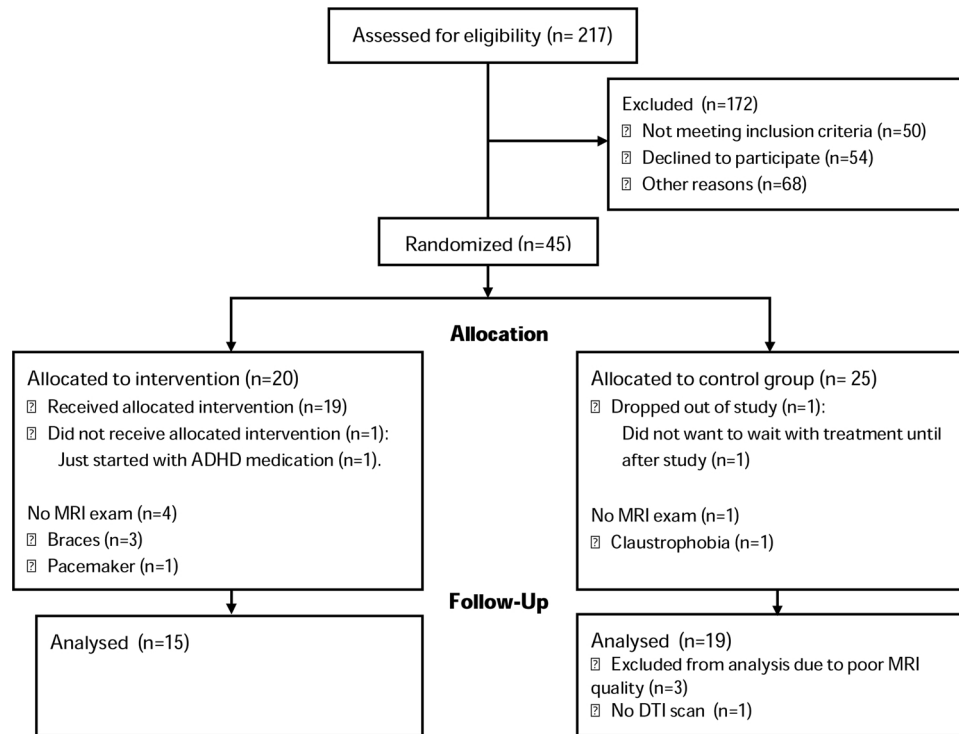 Assessed for eligibility (n= 217)
Excluded (n=172)
⍰ Not meeting inclusion criteria (n=50)
⍰ Declined to participate (n=54)
⍰ Other reasons (n=68)
Randomized (n=45)
Allocation
Allocated to intervention (n=20)
⍰ Received allocated intervention (n=19)
⍰ Did not receive allocated intervention (n=1):
Just started with ADHD medication (n=1).
No MRI exam (n=4)
⍰ Braces (n=3)
⍰ Pacemaker (n=1)
Allocated to control group (n= 25)
⍰ Dropped out of study (n=1):
Did not want to wait with treatment until
after study (n=1)
No MRI exam (n=1)
⍰ Claustrophobia (n=1)
Follow-Up
Analysed (n=15)
Analysed (n=19)
⍰ Excluded from analysis due to poor MRI
quality (n=3)
⍰ No DTI scan (n=1)